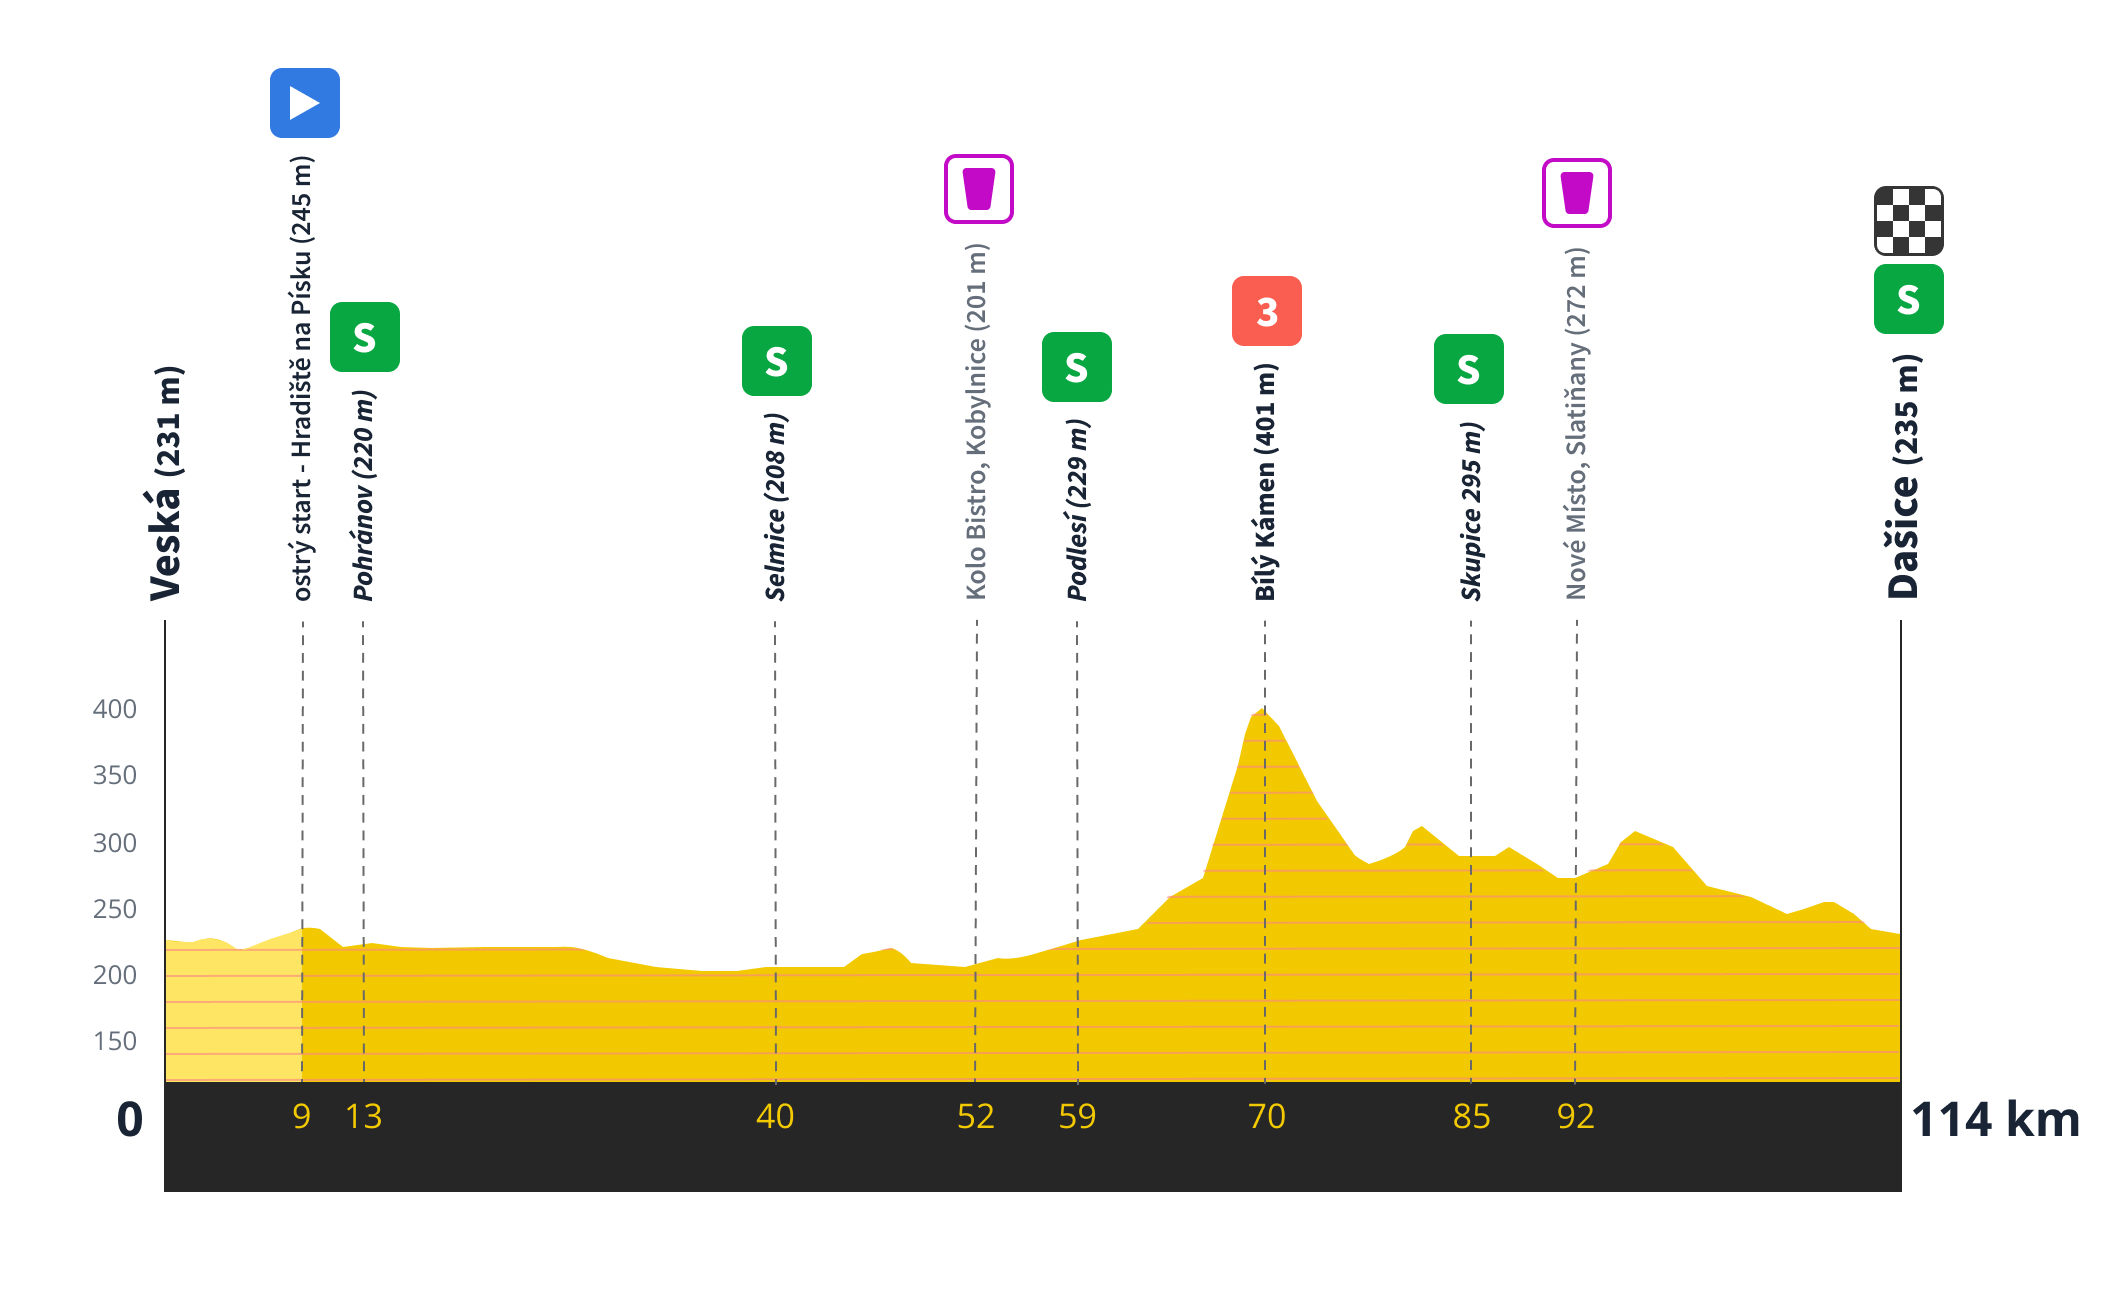 Veská (231 m)
ostrý start - Hradiště na Písku (245 m)
S
Pohránov (220 m)
S
Selmice (208 m)
Kolo Bistro, Kobylnice (201 m)
S
Podlesí (229 m)
3
Bílý Kámen (401 m)
S
Skupice 295 m)
Nové Místo, Slatiňany (272 m)
S
Dašice (235 m)
400
350
300
250
200
150
0
9
13
40
52
59
70
85
92
114 km